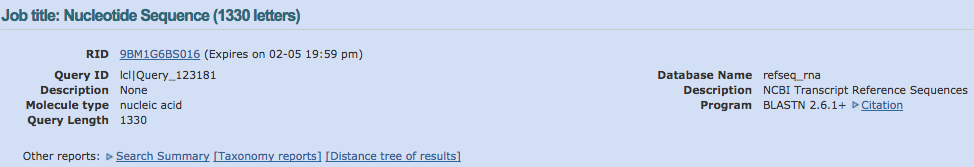 Job title: Nucleotide Sequence (1330 letters)
RID 9BM1G6BS016 (Expires on 02-05 19:59 pm)
Query ID lcl|Query_123181
Description None
Molecule type nucleic acid
Query Length 1330
Database Name refseq_rna
Description NCBI Transcript Reference Sequences
Program BLASTN 2.6.1+ Citation
Other reports: Search Summary [Taxonomy reports] [Distance tree of results]